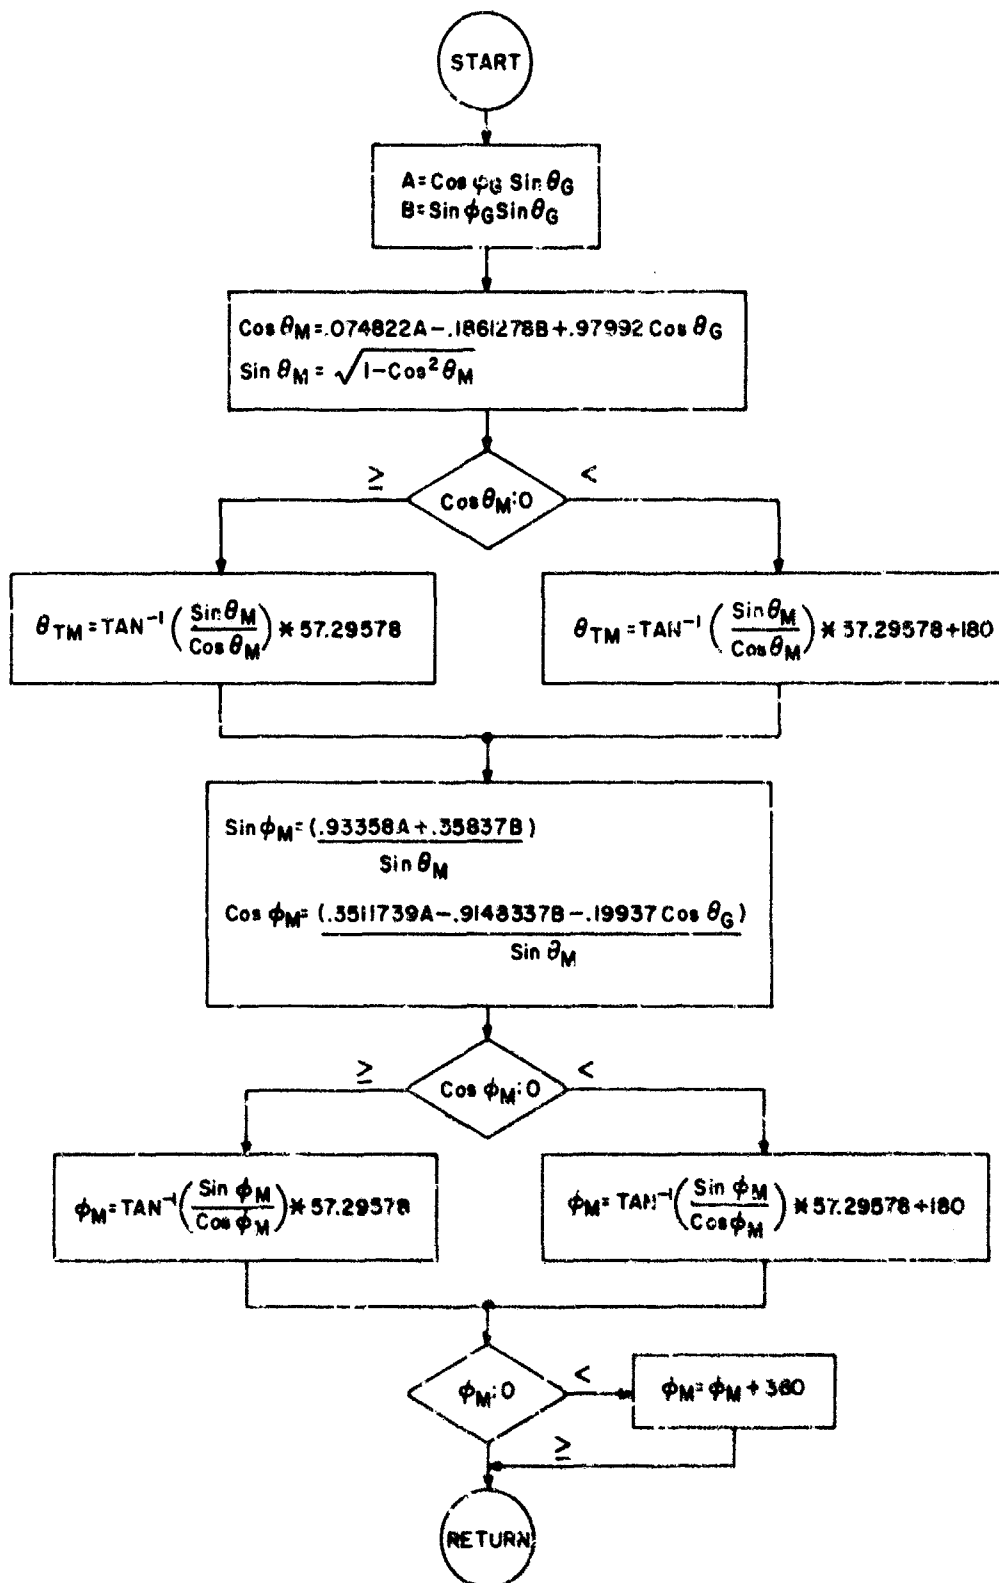 START
A=Cos φG Sin θG
B=Sin ϕG Sin θG
Cos θM=.074822A-.1861278B+.97992 Cos θG
Sin θM= √1-Cos² θM
≥
<
Cos θM:0
θTM=TAN⁻¹ (Sin θM / Cos θM) * 57.29578
θTM=TAN⁻¹ (Sin θM / Cos θM) * 37.29578+180
Sin ϕM= (.93358A+.35837B)
Sin θM
Cos ϕM= (.3511739A-.9148337B-.19937 Cos θG)
Sin θM
≥
<
Cos ϕM:0
ϕM=TAN⁻¹ (Sin ϕM / Cos ϕM) * 57.29578
ϕM=TAN⁻¹ (Sin ϕM / Cos ϕM) * 57.29578+180
ϕM:0
<
ϕM=ϕM+360
≥
RETURN